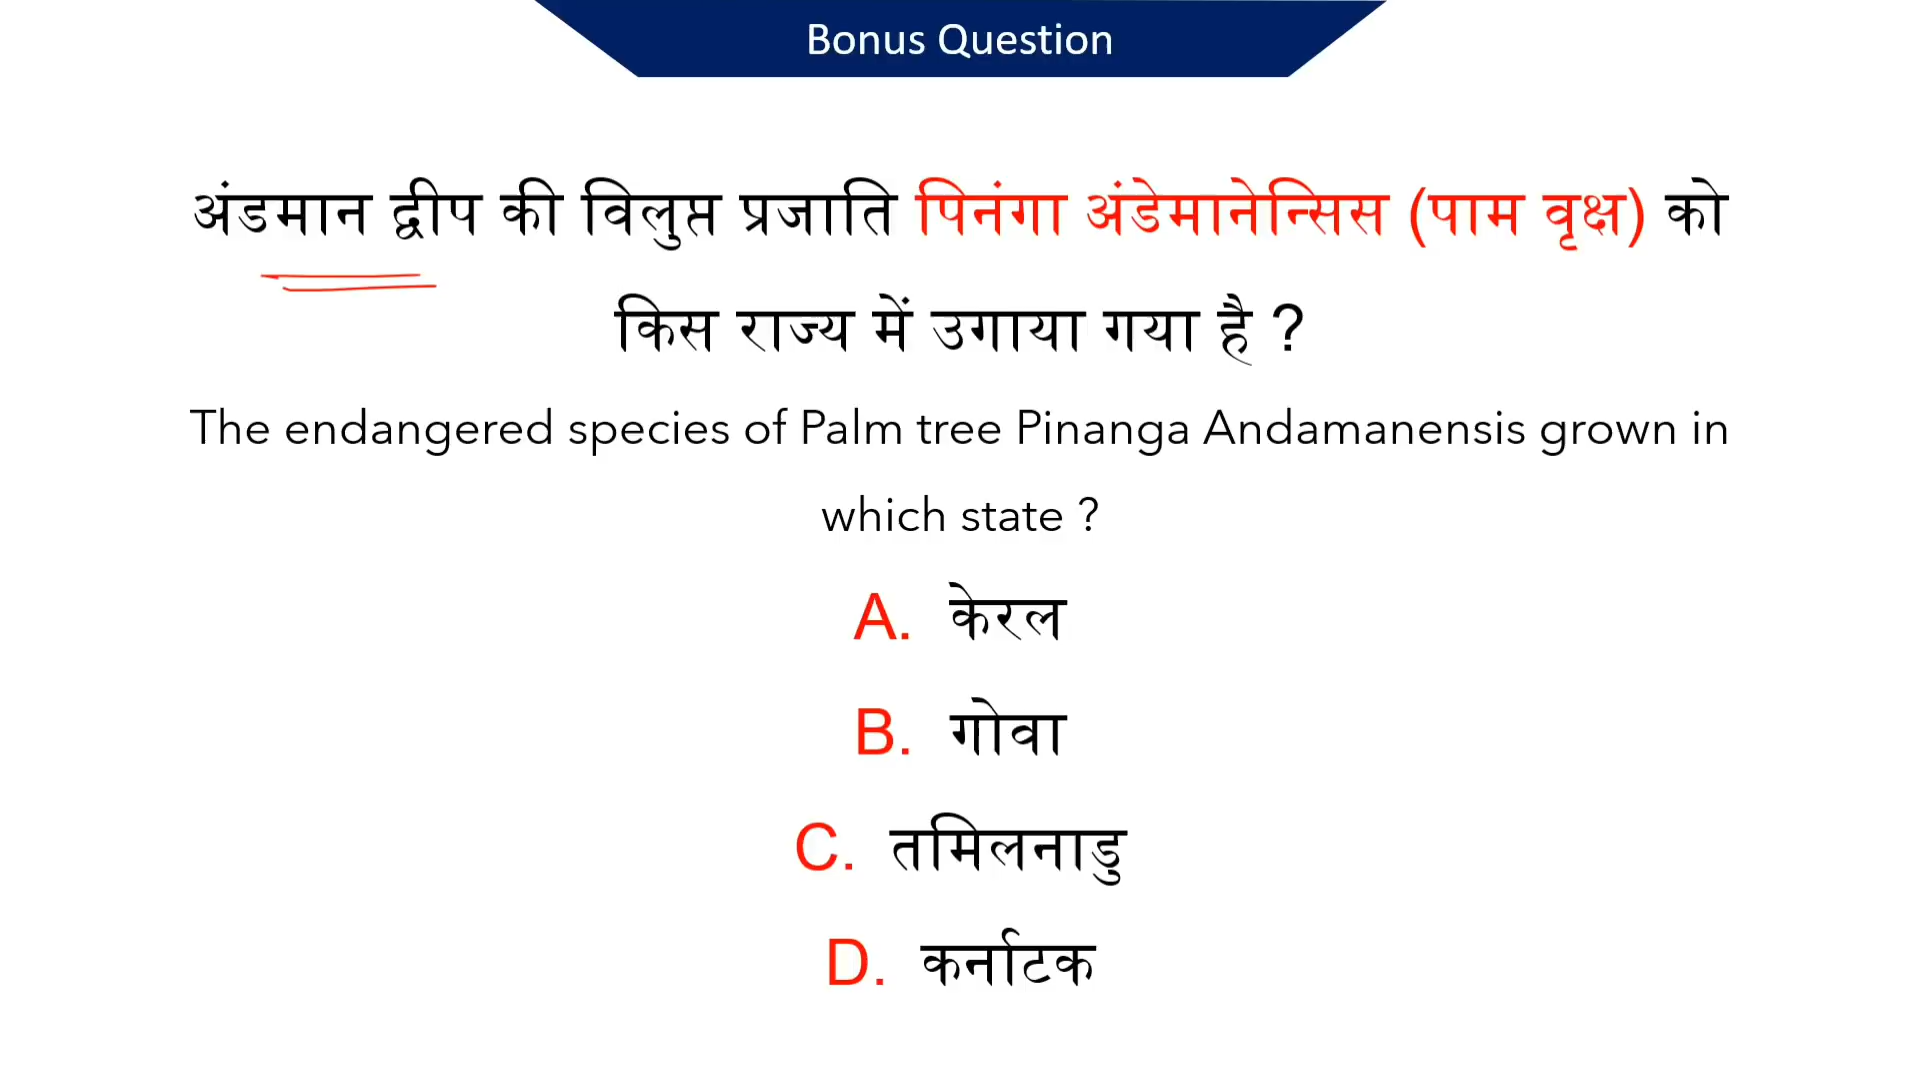 Bonus Question
अंडमान द्वीप की विलुप्त प्रजाति पिनंगा अंडेमानेन्सिस (पाम वृक्ष) को
किस राज्य में उगाया गया है ?
The endangered species of Palm tree Pinanga Andamanensis grown in
which state ?
A. केरल
B. गोवा
C. तमिलनाडु
D. कर्नाटक